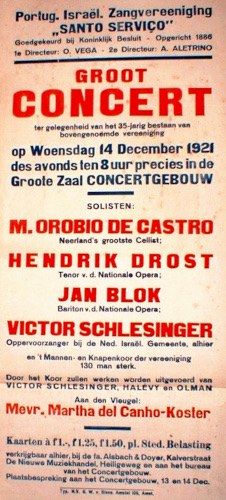 Portug. Israël. Zangvereeniging
„SANTO SERVIÇO”
Goedgekeurd bij Koninklijk Besluit - Opgericht 1886
1e Directeur: O. VEGA - 2e Directeur: A. ALETRINO
GROOT
CONCERT
ter gelegenheid van het 35-jarig bestaan van
bovengenoemde vereeniging
op Woensdag 14 December 1921
des avonds ten 8 uur precies in de
Groote Zaal CONCERTGEBOUW
SOLISTEN:
M. OROBIO DE CASTRO
Neerland's grootste Cellist;
HENDRIK DROST
Tenor v. d. Nationale Opera;
JAN BLOK
Bariton v. d. Nationale Opera;
VICTOR SCHLESINGER
Oppervoorzanger bij de Ned. Israël. Gemeente, alhier
en 't Mannen- en Knapenkoor der vereeniging
130 man sterk.
Door het Koor zullen werken worden uitgevoerd van
VICTOR SCHLESINGER, HALÉVY en OLMAN
Aan den Vleugel:
Mevr. Martha del Canho-Koster
Kaarten à f 1.-, f 1.25, f 1.50, pl. Sted. Belasting
verkrijgbaar alhier, bij de fa. Alsbach & Doyer, Kalverstraat
De Nieuwe Muziekhandel, Heiligeweg en aan het bureau
van het Concertgebouw.
Plaatsbespreking aan het Concertgebouw, 13 en 14 Dec.